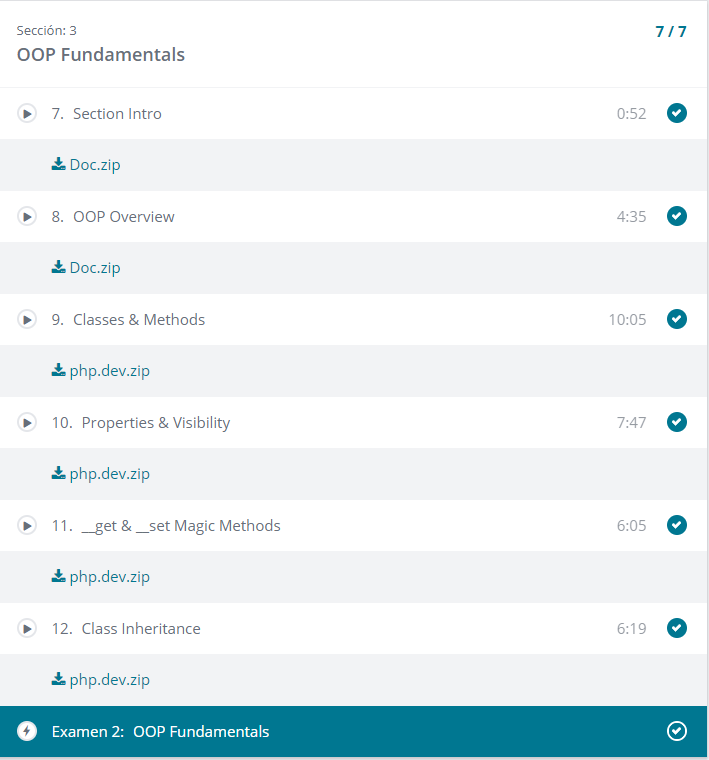 Sección: 3
7 / 7
OOP Fundamentals
7. Section Intro 0:52
Doc.zip
8. OOP Overview 4:35
Doc.zip
9. Classes & Methods 10:05
php.dev.zip
10. Properties & Visibility 7:47
php.dev.zip
11. __get & __set Magic Methods 6:05
php.dev.zip
12. Class Inheritance 6:19
php.dev.zip
Examen 2: OOP Fundamentals